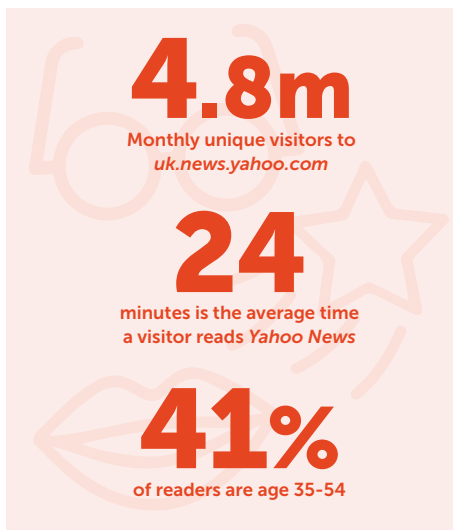 4.8m
Monthly unique visitors to
uk.news.yahoo.com
24
minutes is the average time
a visitor reads Yahoo News
41%
of readers are age 35-54